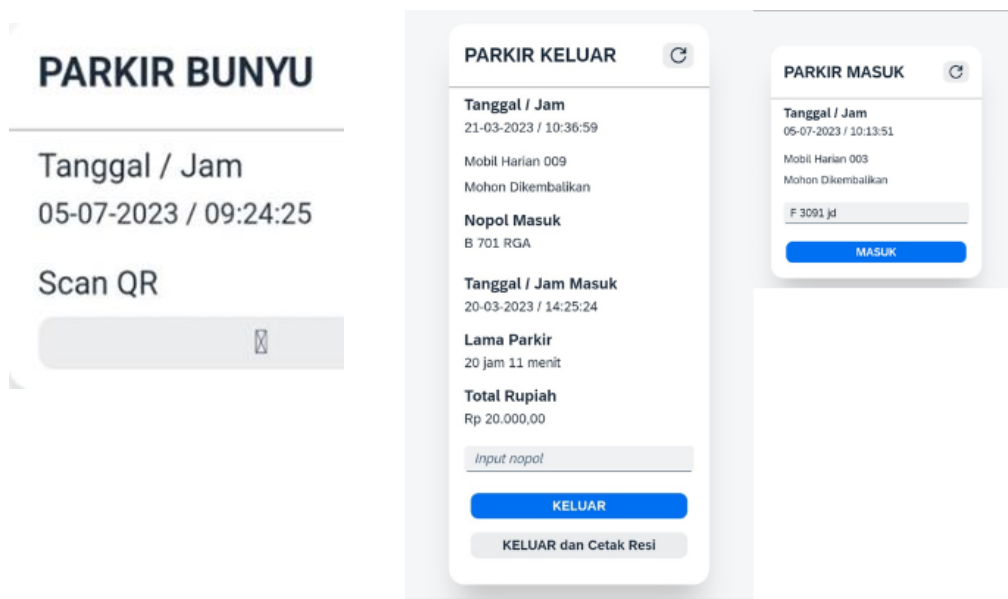 PARKIR BUNYU
Tanggal / Jam
05-07-2023 / 09:24:25
Scan QR
PARKIR KELUAR
Tanggal / Jam
21-03-2023 / 10:36:59
Mobil Harian 009
Mohon Dikembalikan
Nopol Masuk
B 701 RGA
Tanggal / Jam Masuk
20-03-2023 / 14:25:24
Lama Parkir
20 jam 11 menit
Total Rupiah
Rp 20.000,00
Input nopol
KELUAR
KELUAR dan Cetak Resi
PARKIR MASUK
Tanggal / Jam
05-07-2023 / 10:13:51
Mobil Harian 003
Mohon Dikembalikan
F 3091 jd
MASUK